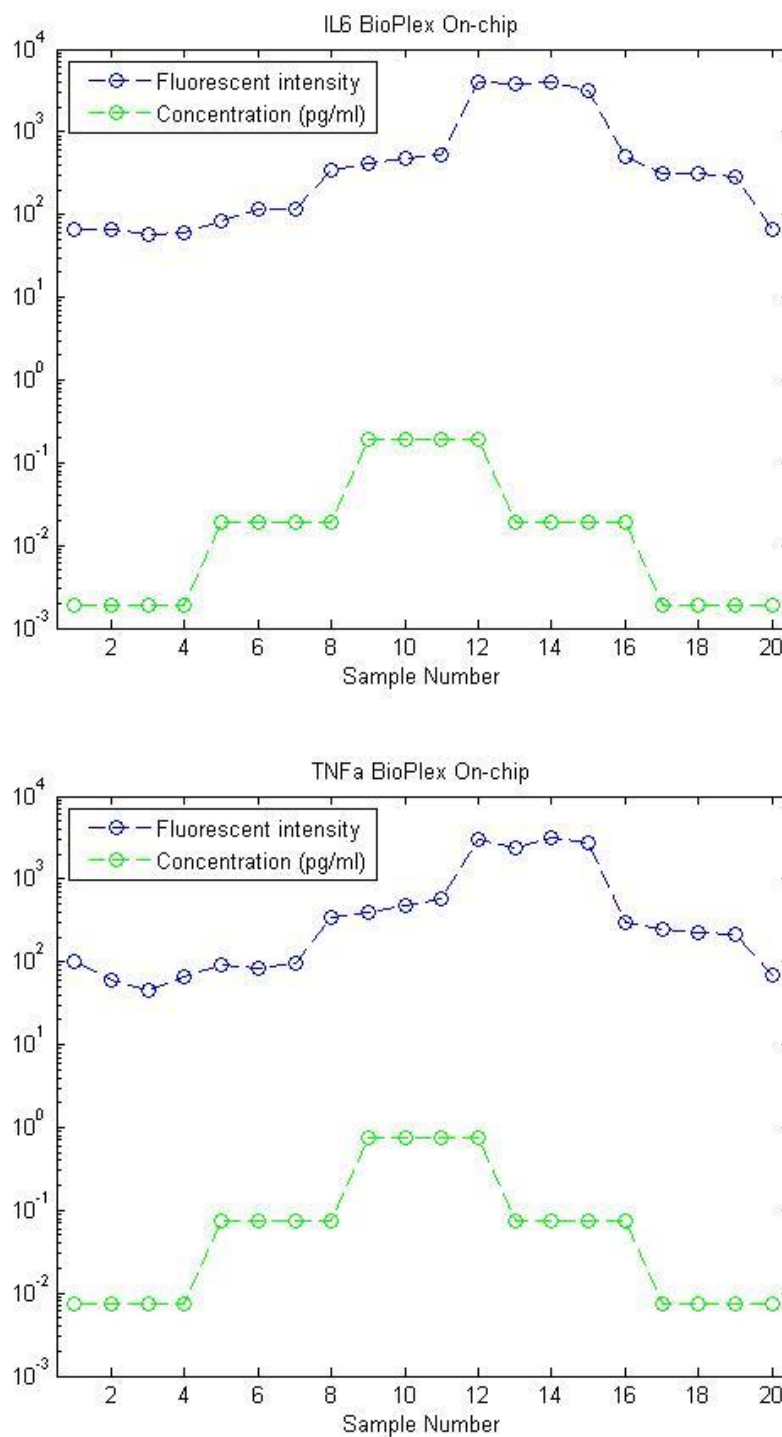 IL6 BioPlex On-chip
10^4
10^3
10^2
10^1
10^0
10^-1
10^-2
10^-3
Fluorescent intensity
Concentration (pg/ml)
2 4 6 8 10 12 14 16 18 20
Sample Number
TNFa BioPlex On-chip
10^4
10^3
10^2
10^1
10^0
10^-1
10^-2
10^-3
Fluorescent intensity
Concentration (pg/ml)
2 4 6 8 10 12 14 16 18 20
Sample Number